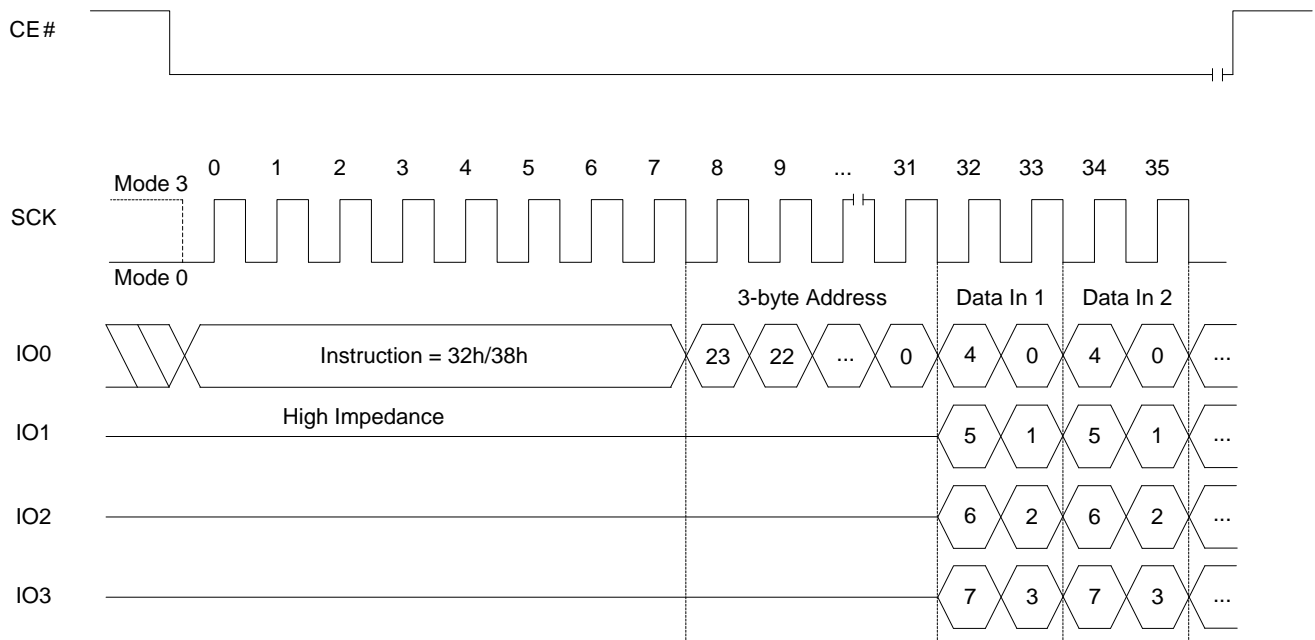 CE#
0 1 2 3 4 5 6 7 8 9 ... 31 32 33 34 35
Mode 3
SCK
Mode 0
3-byte Address Data In 1 Data In 2
IO0 Instruction = 32h/38h 23 22 ... 0 4 0 4 0 ...
High Impedance
IO1 5 1 5 1 ...
IO2 6 2 6 2 ...
IO3 7 3 7 3 ...